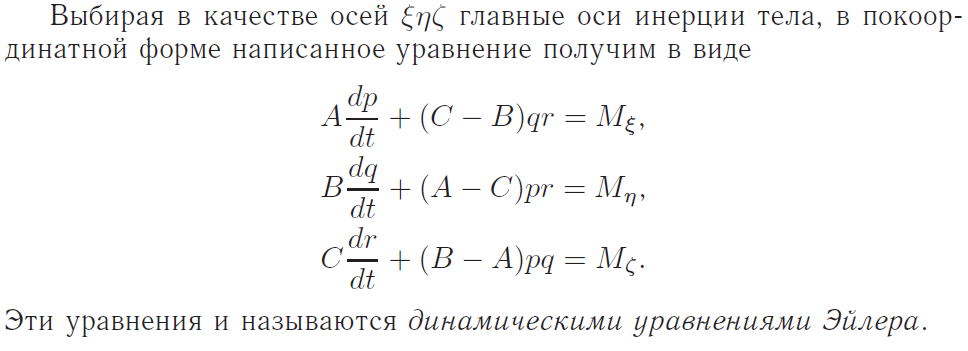 Выбирая в качестве осей ξηζ главные оси инерции тела, в покоор-
динатной форме написанное уравнение получим в виде
A dp/dt + (C − B)qr = M_ξ,
B dq/dt + (A − C)pr = M_η,
C dr/dt + (B − A)pq = M_ζ.
Эти уравнения и называются динамическими уравнениями Эйлера.